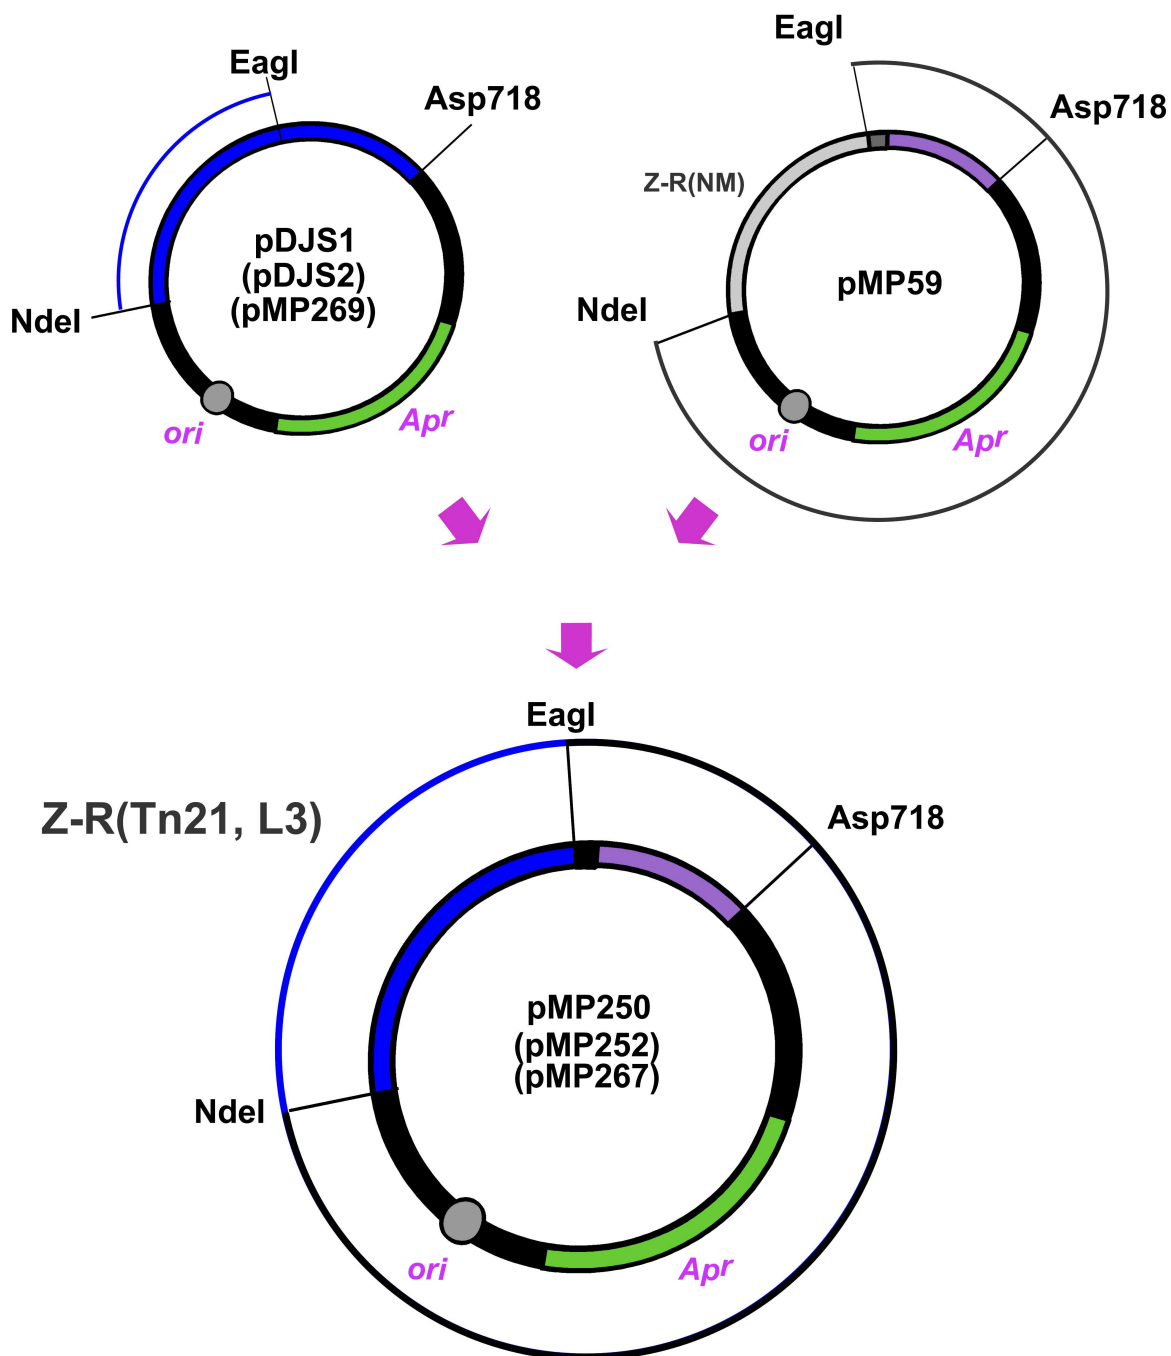 EagI
EagI
Asp718
Asp718
Z-R(NM)
pDJS1
(pDJS2)
(pMP269)
pMP59
NdeI
NdeI
ori
Apr
ori
Apr
EagI
Z-R(Tn21, L3)
Asp718
pMP250
(pMP252)
(pMP267)
NdeI
ori
Apr